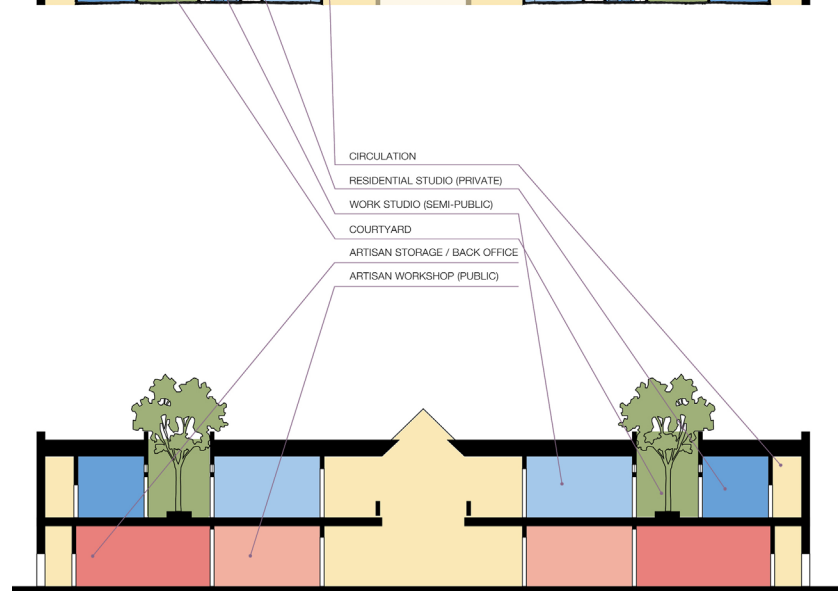 CIRCULATION
RESIDENTIAL STUDIO (PRIVATE)
WORK STUDIO (SEMI-PUBLIC)
COURTYARD
ARTISAN STORAGE / BACK OFFICE
ARTISAN WORKSHOP (PUBLIC)